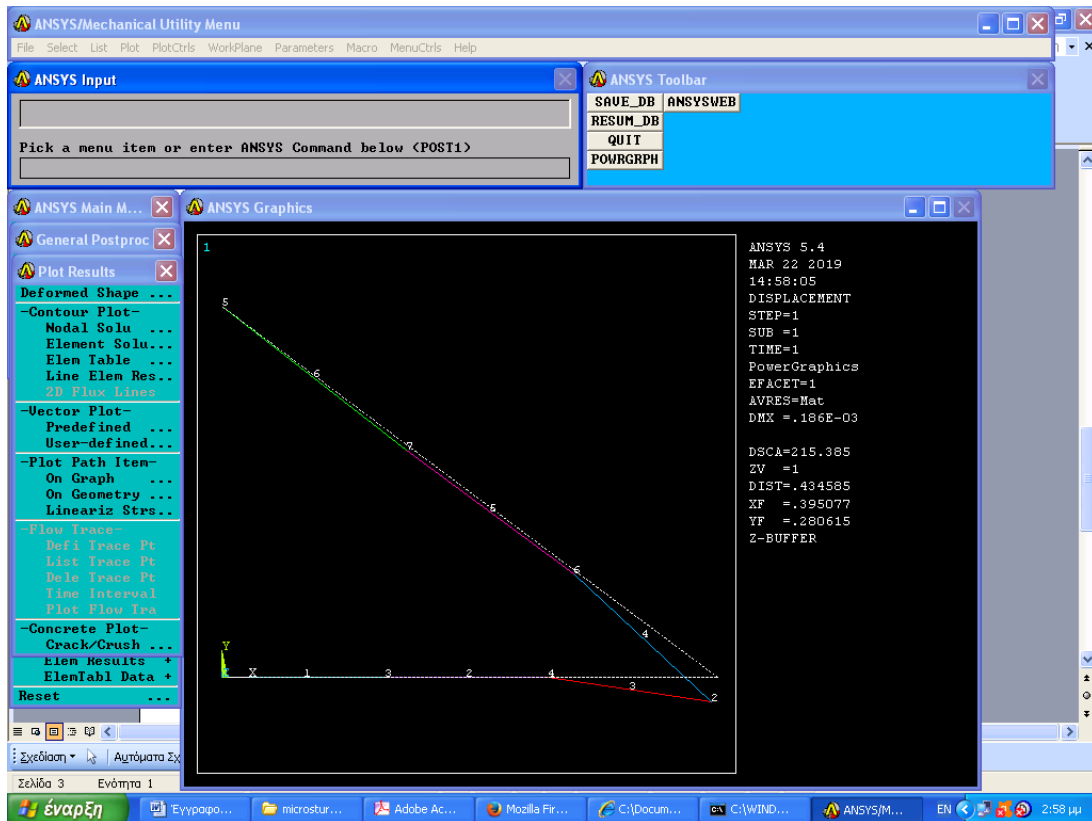 ANSYS/Mechanical Utility Menu
File Select List Plot PlotCtrls WorkPlane Parameters Macro MenuCtrls Help
ANSYS Input
Pick a menu item or enter ANSYS Command below (POST1)
ANSYS Toolbar
SAVE_DB ANSYSWEB
RESUM_DB
QUIT
POWRGRPH
ANSYS Main M...
General Postproc
Plot Results
Deformed Shape ...
-Contour Plot-
Nodal Solu ...
Element Solu...
Elem Table ...
Line Elem Res..
2D Flux Lines
-Vector Plot-
Predefined ...
User-defined...
-Plot Path Item-
On Graph ...
On Geometry ...
Lineariz Strs..
-Flow Trace-
Defi Trace Pt
List Trace Pt
Dele Trace Pt
Time Interval
Plot Flow Tra
-Concrete Plot-
Crack/Crush ...
Elem Results +
ElemTabl Data +
Reset ...
ANSYS Graphics
1
5
6
7
5
6
4
Y
X 1 3 2 4 3 2
ANSYS 5.4
MAR 22 2019
14:58:05
DISPLACEMENT
STEP=1
SUB =1
TIME=1
PowerGraphics
EFACET=1
AVRES=Mat
DMX =.186E-03
DSCA=215.385
ZV =1
DIST=.434585
XF =.395077
YF =.280615
Z-BUFFER
Σχεδίαση Αυτόματα Σχ
Σελίδα 3 Ενότητα 1
έναρξη Έγγραφο... microstur... Adobe Ac... Mozilla Fir... C:\Docum... C:\WIND... ANSYS/M... EN 2:58 μμ